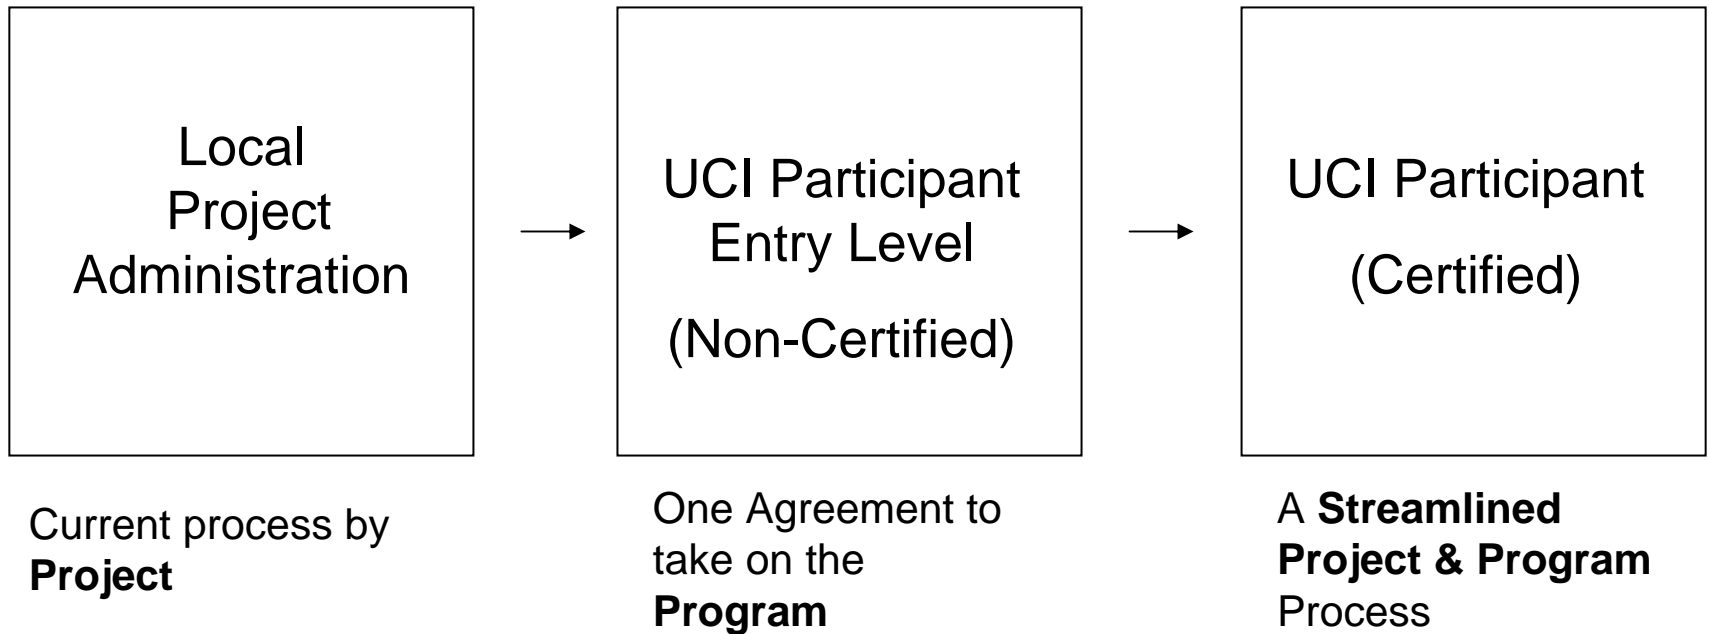 Local
Project
Administration
UCI Participant
Entry Level
(Non-Certified)
UCI Participant
(Certified)
Current process by
Project
One Agreement to
take on the
Program
A Streamlined
Project & Program
Process